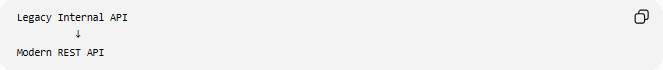 Legacy Internal API
↓
Modern REST API